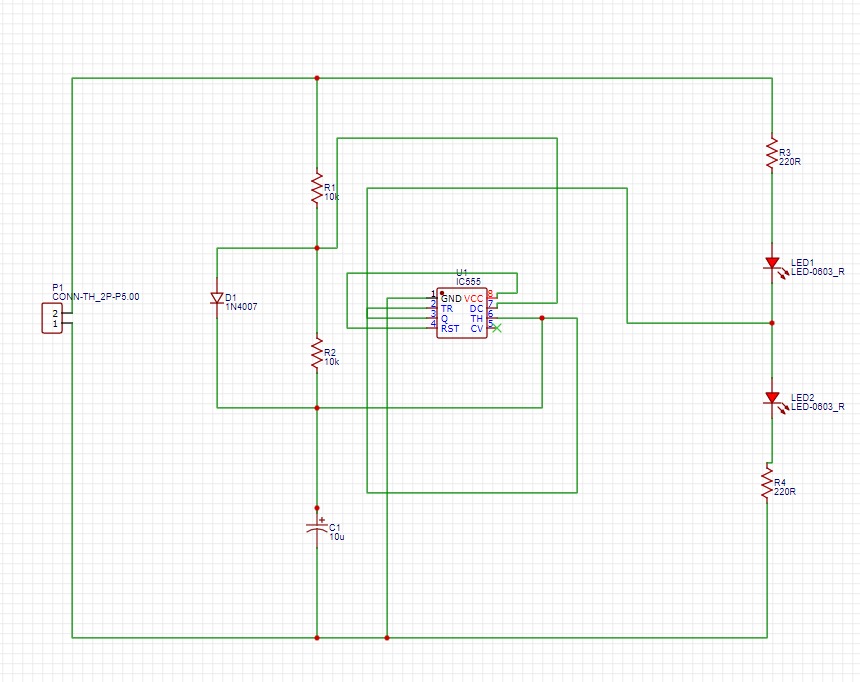 R3
220R
R1
10k
LED1
LED-0603_R
U1
IC555
P1
CONN-TH_2P-P5.00
D1
1N4007
1 GND VCC 8
2 TR DC 7
3 Q TH 6
4 RST CV 5
2
1
R2
10k
LED2
LED-0603_R
R4
220R
+
C1
10u